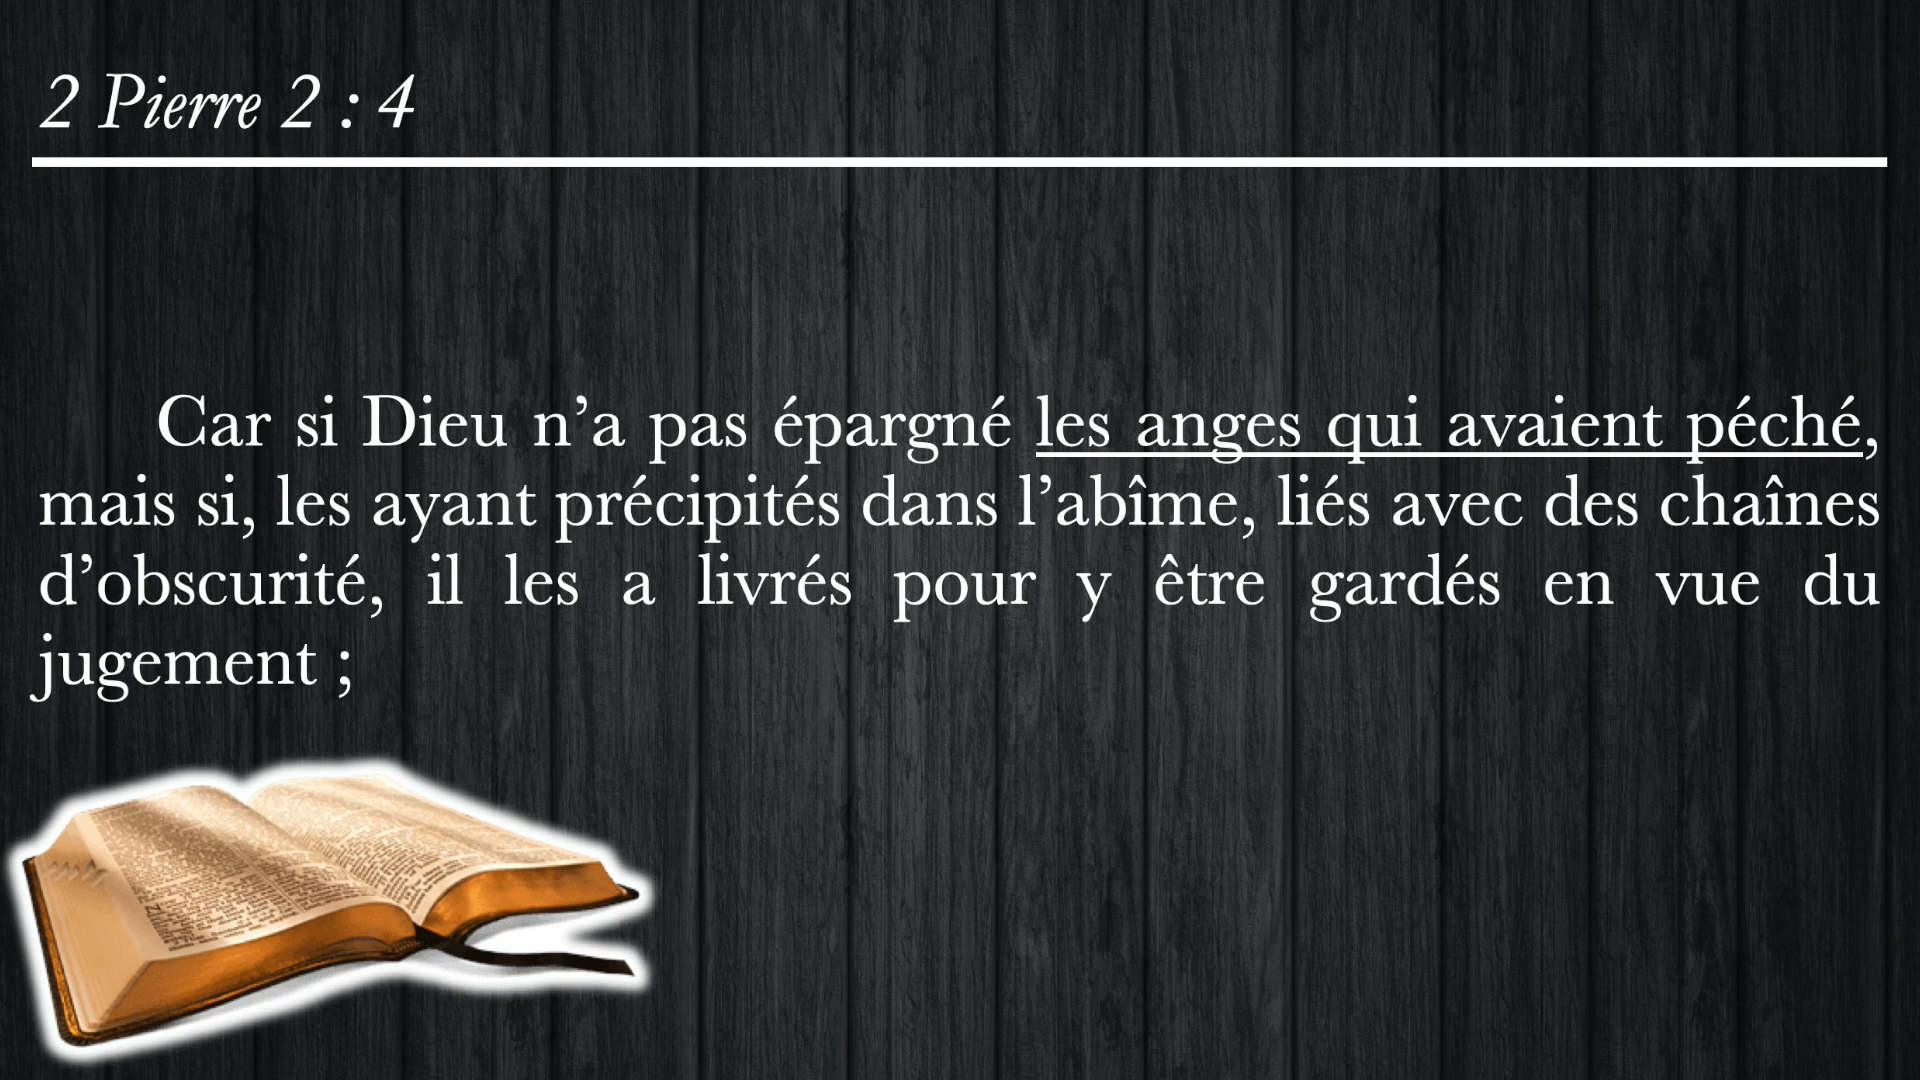 2 Pierre 2 : 4
Car si Dieu n’a pas épargné les anges qui avaient péché,
mais si, les ayant précipités dans l’abîme, liés avec des chaînes
d’obscurité, il les a livrés pour y être gardés en vue du
jugement ;